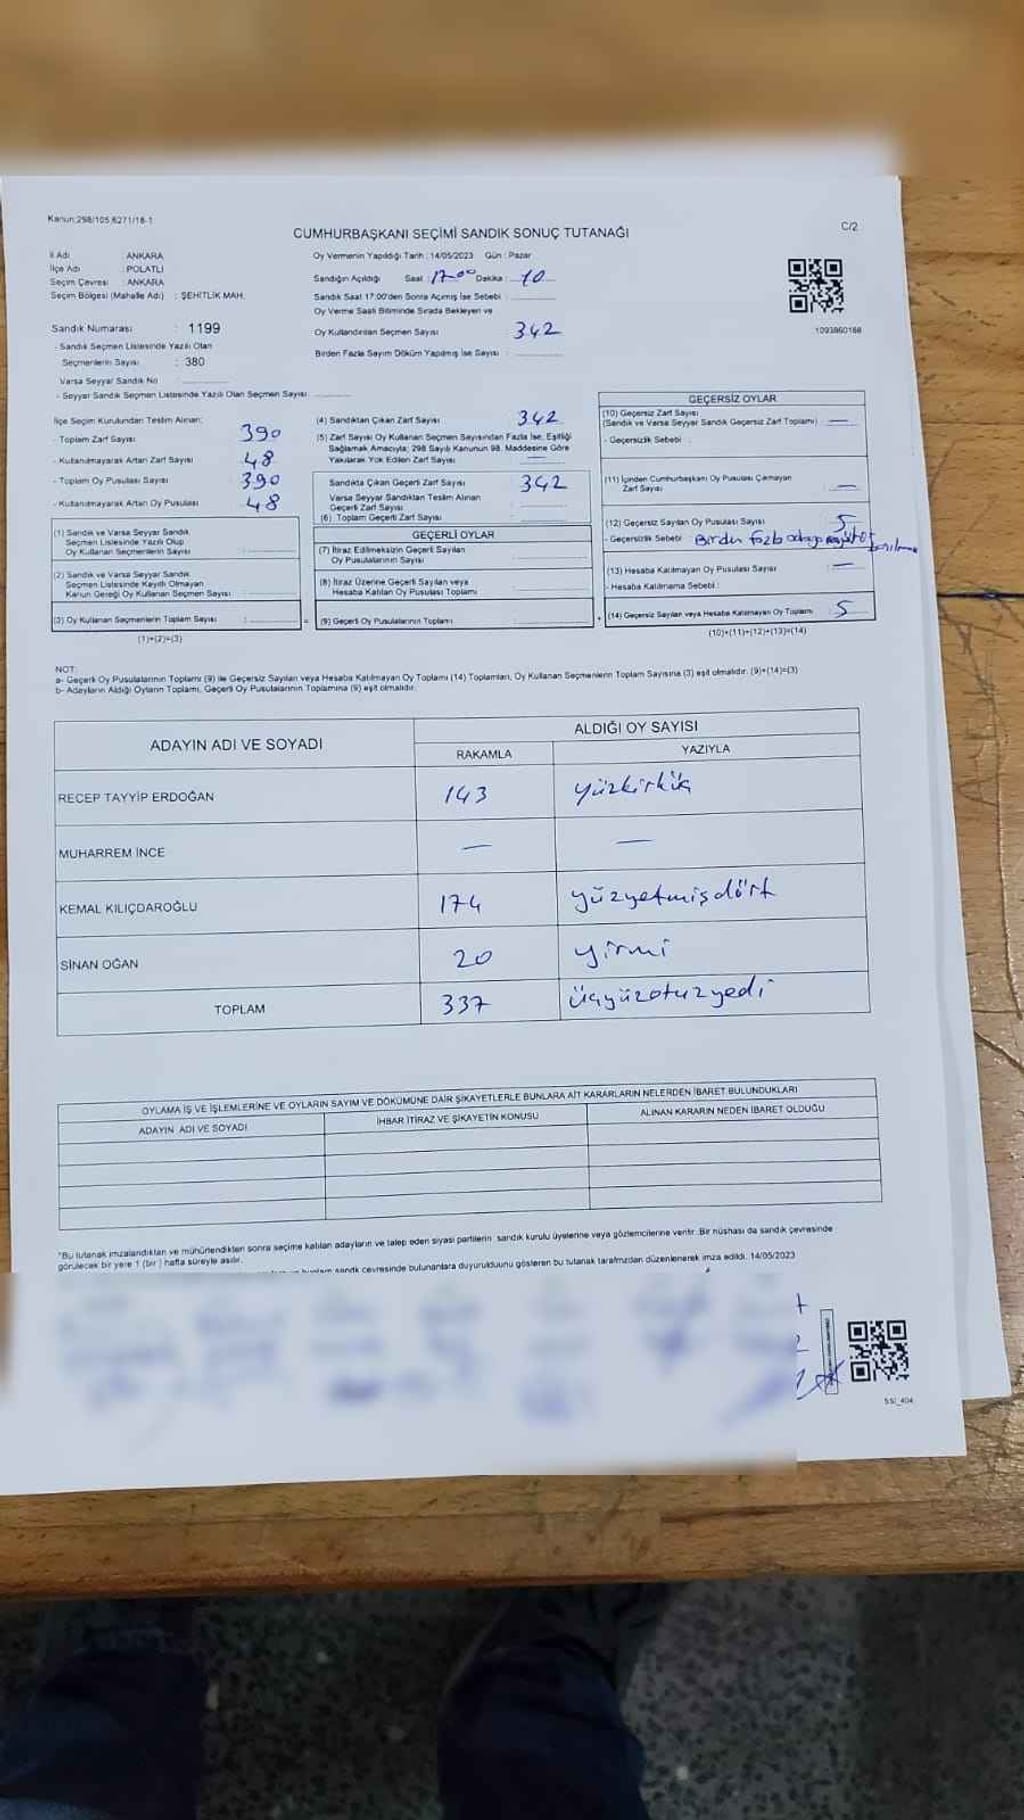 Kanun:298/105 6271/18-1
C/2
CUMHURBAŞKANI SEÇİMİ SANDIK SONUÇ TUTANAĞI
İl Adı ANKARA
İlçe Adı : POLATLI
Seçim Çevresi : ANKARA
Seçim Bölgesi (Mahalle Adı) : ŞEHİTLİK MAH.
Sandık Numarası : 1199
- Sandık Seçmen Listesinde Yazılı Olan
Seçmenlerin Sayısı : 380
Varsa Seyyar Sandık No
- Seyyar Sandık Seçmen Listesinde Yazılı Olan Seçmen Sayısı
Oy Vermenin Yapıldığı Tarih : 14/05/2023 Gün : Pazar
Sandığın Açıldığı Saat : 17.00 Dakika : 10
Sandık Saat 17:00'den Sonra Açılmış İse Sebebi :
Oy Verme Saati Bitiminde Sırada Bekleyen ve
Oy Kullandırılan Seçmen Sayısı 342
Birden Fazla Sayım Döküm Yapılmış İse Sayısı :
1093960168
İlçe Seçim Kurulundan Teslim Alınan:
- Toplam Zarf Sayısı 390
- Kullanılmayarak Artan Zarf Sayısı 48
- Toplam Oy Pusulası Sayısı 390
- Kullanılmayarak Artan Oy Pusulası 48
(1) Sandık ve Varsa Seyyar Sandık
Seçmen Listesinde Yazılı Olup
Oy Kullanan Seçmenlerin Sayısı :
(2) Sandık ve Varsa Seyyar Sandık
Seçmen Listesinde Kayıtlı Olmayan
Kanun Gereği Oy Kullanan Seçmen Sayısı :
(3) Oy Kullanan Seçmenlerin Toplam Sayısı :
(1)+(2)=(3)
(4) Sandıktan Çıkan Zarf Sayısı 342
(5) Zarf Sayısı Oy Kullanan Seçmen Sayısından Fazla İse, Eşitliği
Sağlamak Amacıyla; 298 Sayılı Kanunun 98. Maddesine Göre
Yakılarak Yok Edilen Zarf Sayısı —
Sandıkta Çıkan Geçerli Zarf Sayısı 342
Varsa Seyyar Sandıktan Teslim Alınan
Geçerli Zarf Sayısı
(6) Toplam Geçerli Zarf Sayısı
GEÇERLİ OYLAR
(7) İtiraz Edilmeksizin Geçerli Sayılan
Oy Pusulasının Sayısı
(8) İtiraz Üzerine Geçerli Sayılan veya
Hesaba Katılan Oy Pusulası Toplamı
= (9) Geçerli Oy Pusulalarının Toplamı
GEÇERSİZ OYLAR
(10) Geçersiz Zarf Sayısı
(Sandık ve Varsa Seyyar Sandık Geçersiz Zarf Toplamı) —
- Geçersizlik Sebebi
(11) İçinden Cumhurbaşkanı Oy Pusulası Çıkmayan
Zarf Sayısı —
(12) Geçersiz Sayılan Oy Pusulası Sayısı 5
- Geçersizlik Sebebi Birden fazla adaya
(13) Hesaba Katılmayan Oy Pusulası Sayısı —
- Hesaba Katılmama Sebebi :
+ (14) Geçersiz Sayılan veya Hesaba Katılmayan Oy Toplamı 5
(10)+(11)+(12)+(13)=(14)
NOT:
a- Geçerli Oy Pusulalarının Toplamı (9) ile Geçersiz Sayılan veya Hesaba Katılmayan Oy Toplamı (14) Toplamları, Oy Kullanan Seçmenlerin Toplam Sayısına (3) eşit olmalıdır. (9)+(14)=(3)
b- Adayların Aldığı Oyların Toplamı, Geçerli Oy Pusulalarının Toplamına (9) eşit olmalıdır.
ADAYIN ADI VE SOYADI ALDIĞI OY SAYISI
RAKAMLA YAZIYLA
RECEP TAYYİP ERDOĞAN 143 yüzkırküç
MUHARREM İNCE — —
KEMAL KILIÇDAROĞLU 174 yüzyetmişdört
SİNAN OĞAN 20 yirmi
TOPLAM 337 üçyüzotuzyedi
OYLAMA İŞ VE İŞLEMLERİNE VE OYLARIN SAYIM VE DÖKÜMÜNE DAİR ŞİKAYETLERLE BUNLARA AİT KARARLARIN NELERDEN İBARET BULUNDUKLARI
ADAYIN ADI VE SOYADI İHBAR İTİRAZ VE ŞİKAYETİN KONUSU ALINAN KARARIN NEDEN İBARET OLDUĞU
*Bu tutanak imzalandıktan ve mühürlendikten sonra seçime katılan adayların ve talep eden siyasi partilerin sandık kurulu üyelerine veya gözlemcilerine verilir. Bir nüshası da sandık çevresinde
görülecek bir yere 1 (bir) hafta süreyle asılır.
sandık çevresinde bulunanlara duyurulduğunu gösteren bu tutanak tarafımızdan düzenlenerek imza edildi. 14/05/2023
SSI_404